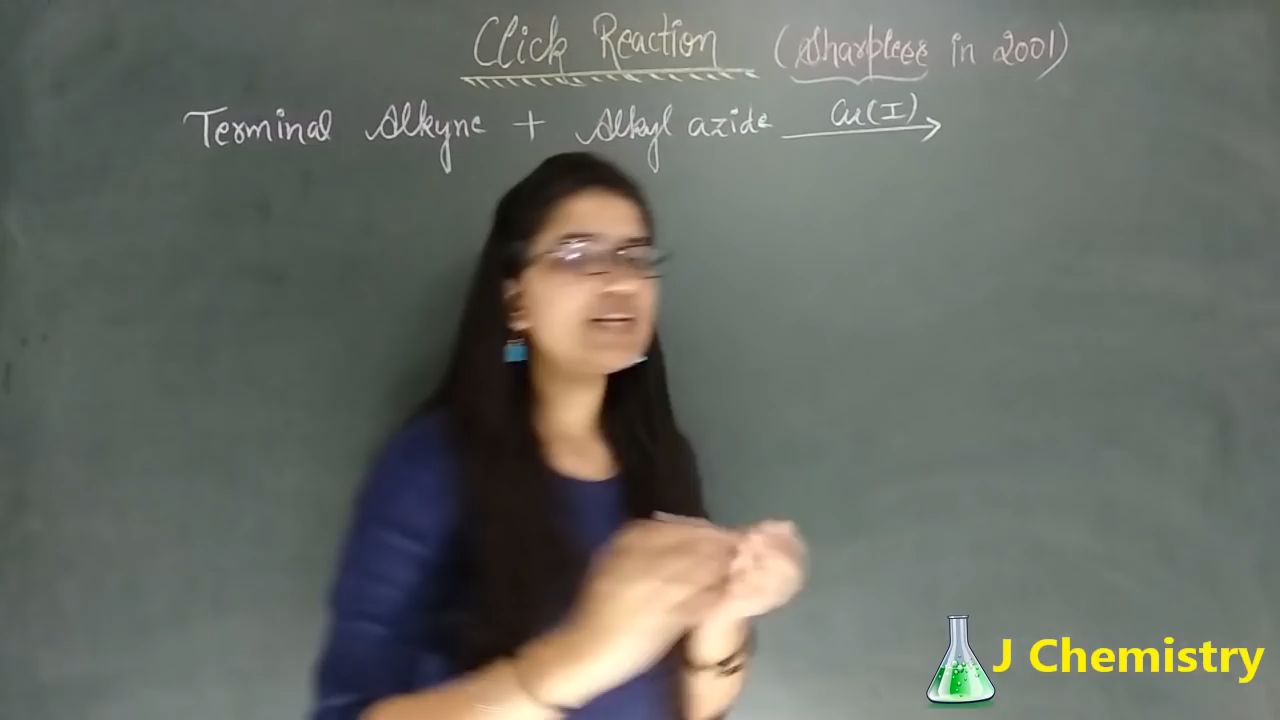 Click Reaction (Sharpless in 2001)
Terminal Alkyne + Alkyl azide Cu(I) →
J Chemistry